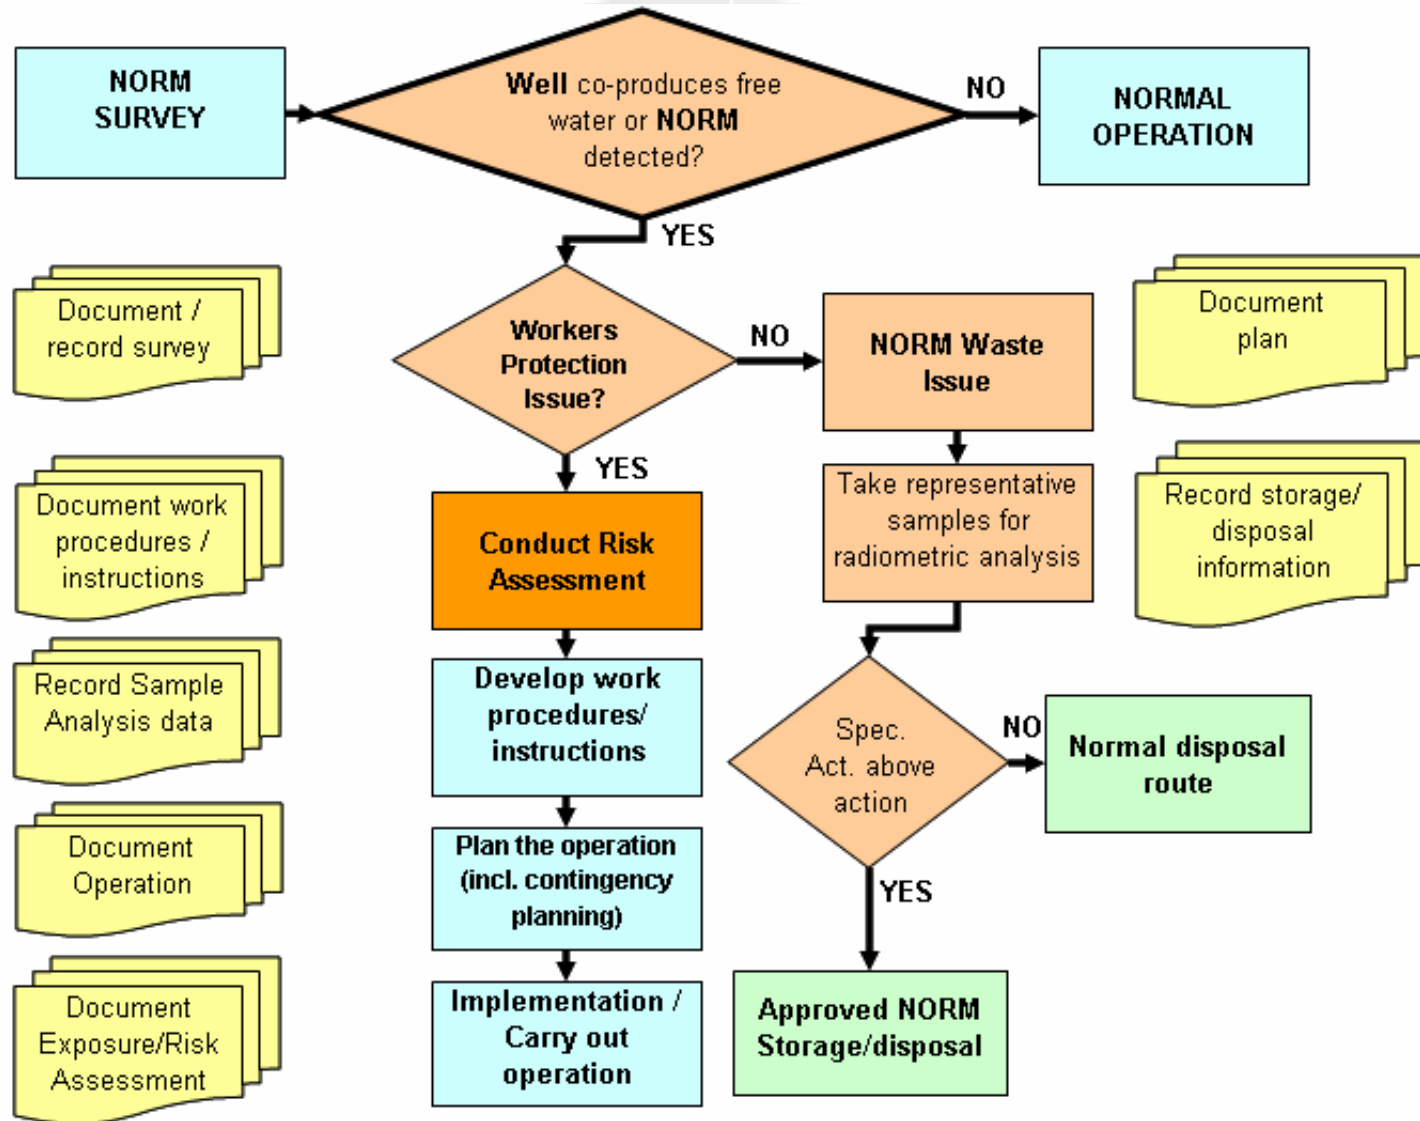 NORM
SURVEY
Well co-produces free
water or NORM
detected?
NO
NORMAL
OPERATION
YES
Document /
record survey
Workers
Protection
Issue?
NO
NORM Waste
Issue
Document
plan
YES
Document work
procedures /
instructions
Conduct Risk
Assessment
Take representative
samples for
radiometric analysis
Record storage/
disposal
information
Record Sample
Analysis data
Develop work
procedures/
instructions
Spec.
Act. above
action
NO
Normal disposal
route
Document
Operation
Plan the operation
(incl. contingency
planning)
YES
Document
Exposure/Risk
Assessment
Implementation /
Carry out
operation
Approved NORM
Storage/disposal